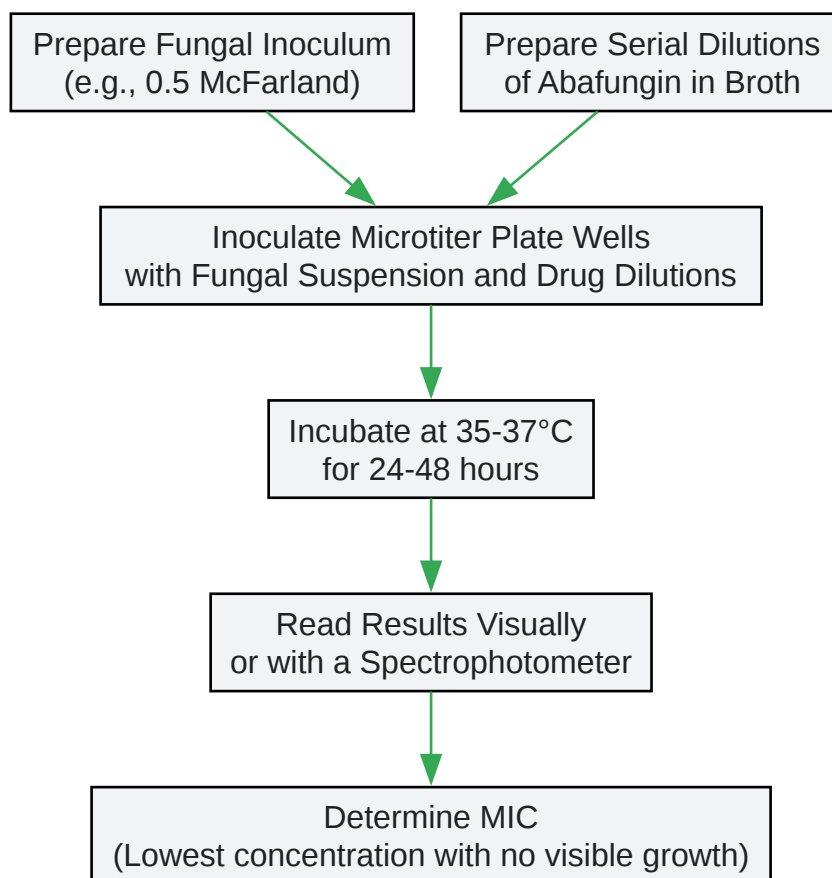 Prepare Fungal Inoculum
(e.g., 0.5 McFarland)
Prepare Serial Dilutions
of Abafungin in Broth
Inoculate Microtiter Plate Wells
with Fungal Suspension and Drug Dilutions
Incubate at 35-37°C
for 24-48 hours
Read Results Visually
or with a Spectrophotometer
Determine MIC
(Lowest concentration with no visible growth)